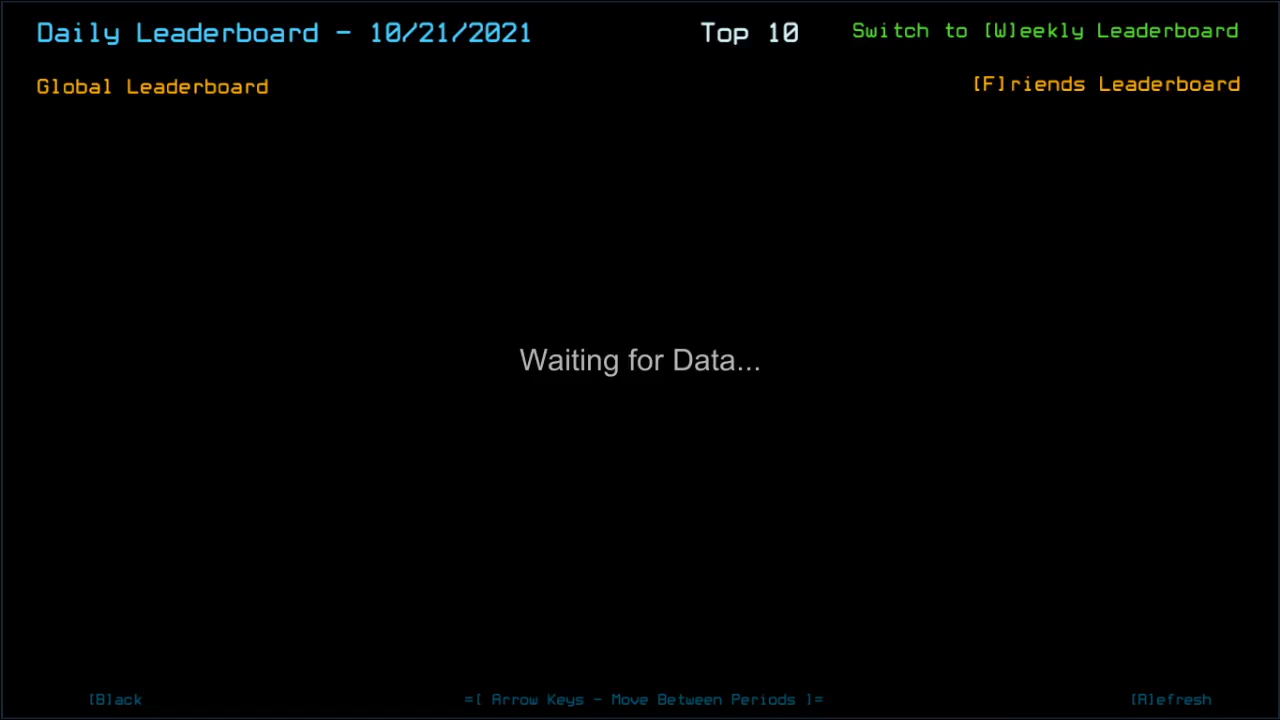 Daily Leaderboard - 10/21/2021
Top 10
Switch to [W]eekly Leaderboard
Global Leaderboard
[F]riends Leaderboard
Waiting for Data...
[B]ack
=[ Arrow Keys - Move Between Periods ]=
[R]efresh